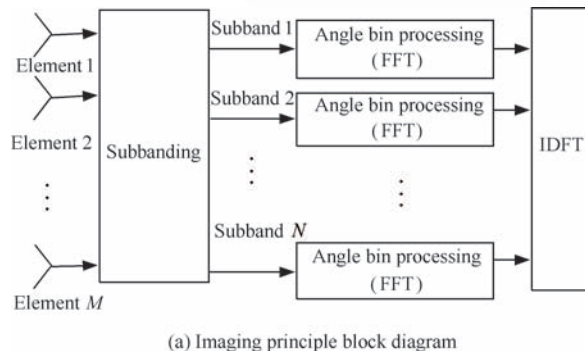 Element 1
Element 2
Element M
Subbanding
Subband 1
Subband 2
Subband N
Angle bin processing
(FFT)
Angle bin processing
(FFT)
Angle bin processing
(FFT)
IDFT
(a) Imaging principle block diagram